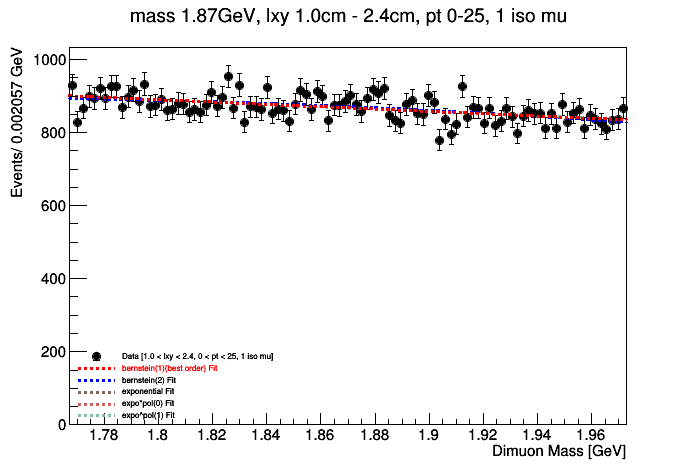 mass 1.87GeV, lxy 1.0cm - 2.4cm, pt 0-25, 1 iso mu
Events/ 0.002057 GeV
1000
800
600
400
200
0
Data [1.0 < lxy < 2.4, 0 < pt < 25, 1 iso mu]
bernstein(1)(best order) Fit
bernstein(2) Fit
exponential Fit
expo*pol(0) Fit
expo*pol(1) Fit
1.78 1.8 1.82 1.84 1.86 1.88 1.9 1.92 1.94 1.96
Dimuon Mass [GeV]